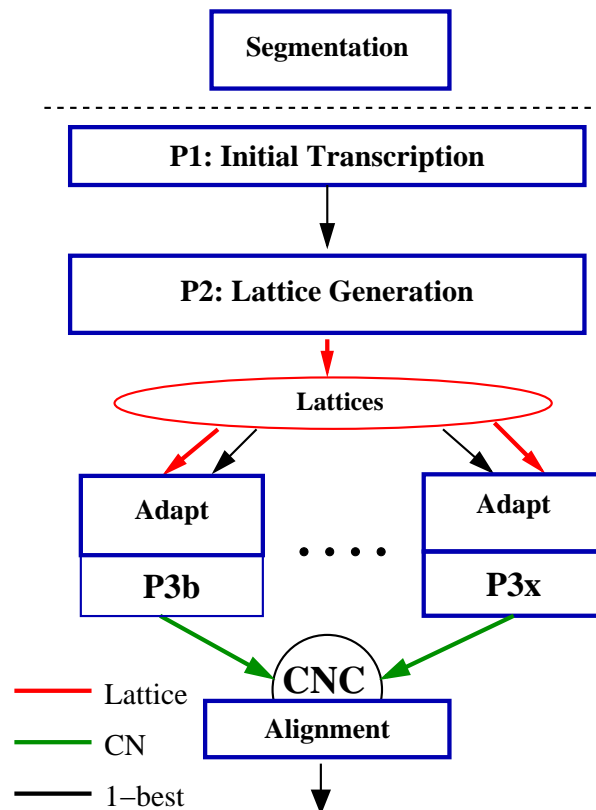 Segmentation
P1: Initial Transcription
P2: Lattice Generation
Lattices
Adapt
Adapt
P3b
P3x
CNC
Alignment
Lattice
CN
1−best